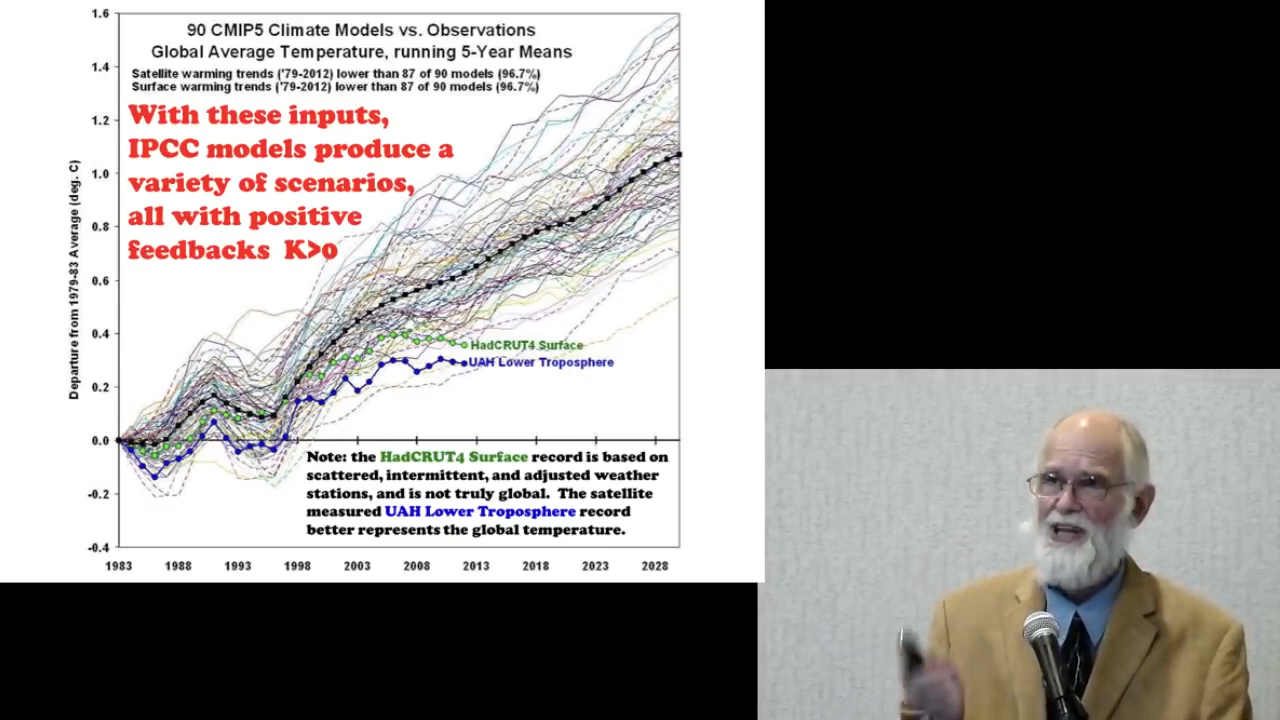 90 CMIP5 Climate Models vs. Observations
Global Average Temperature, running 5-Year Means
Satellite warming trends ('79-2012) lower than 87 of 90 models (96.7%)
Surface warming trends ('79-2012) lower than 87 of 90 models (96.7%)
With these inputs,
IPCC models produce a
variety of scenarios,
all with positive
feedbacks K>0
Departure from 1979-83 Average (deg. C)
1.6
1.4
1.2
1.0
0.8
0.6
0.4
0.2
0.0
-0.2
-0.4
HadCRUT4 Surface
UAH Lower Troposphere
Note: the HadCRUT4 Surface record is based on
scattered, intermittent, and adjusted weather
stations, and is not truly global. The satellite
measured UAH Lower Troposphere record
better represents the global temperature.
1983 1988 1993 1998 2003 2008 2013 2018 2023 2028